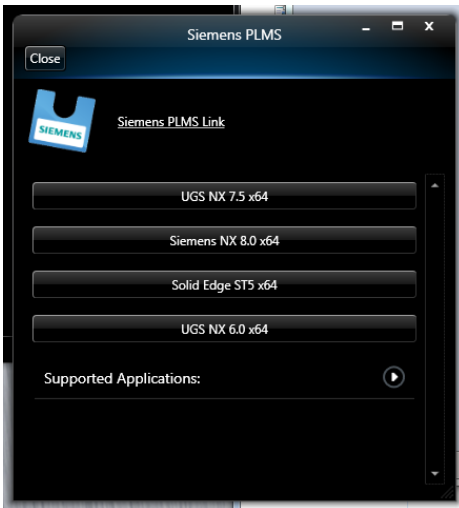 Siemens PLMS
Close
SIEMENS
Siemens PLMS Link
UGS NX 7.5 x64
Siemens NX 8.0 x64
Solid Edge ST5 x64
UGS NX 6.0 x64
Supported Applications: